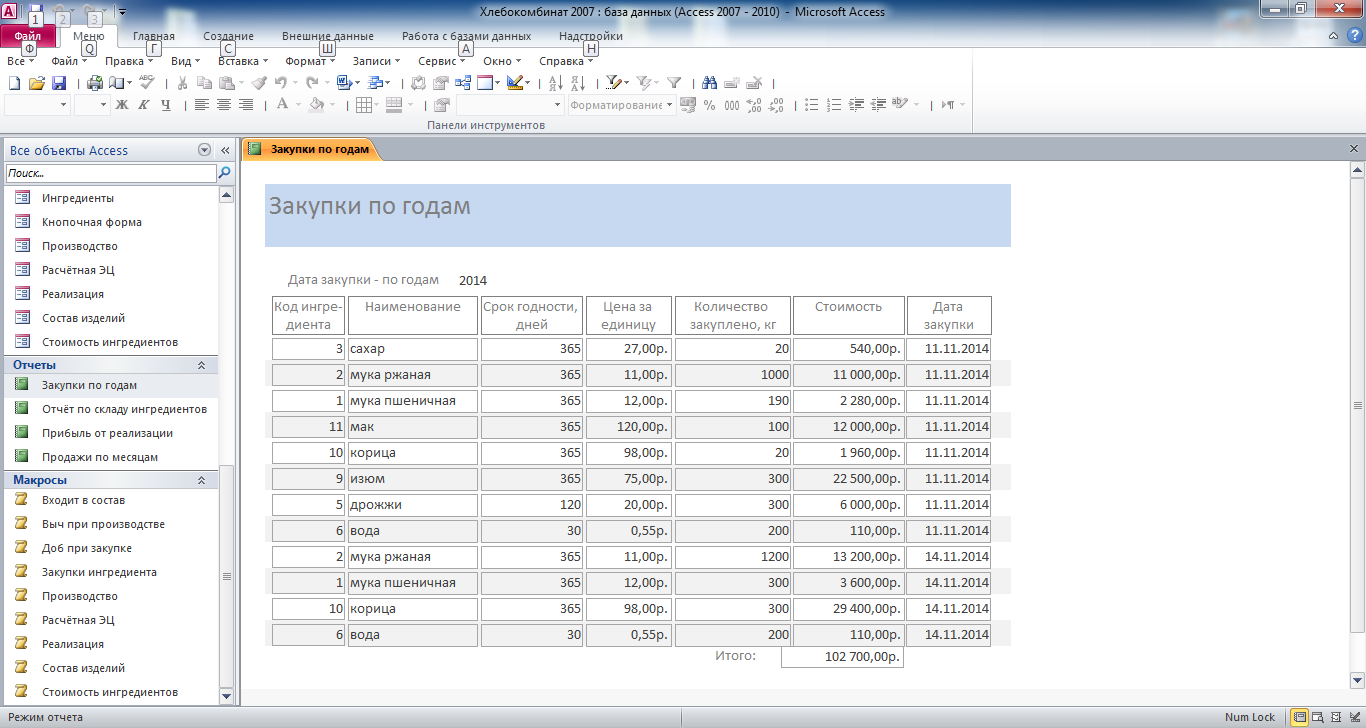 Хлебокомбинат 2007 : база данных (Access 2007 - 2010) - Microsoft Access
1 2 3
Файл Меню Главная Создание Внешние данные Работа с базами данных Надстройки
Ф Q Г С Ш А Н
Все Файл Правка Вид Вставка Формат Записи Сервис Окно Справка
Ж К Ч Форматирование % 000
Панели инструментов
Все объекты Access
Закупки по годам
Поиск...
Ингредиенты
Кнопочная форма
Производство
Расчётная ЭЦ
Реализация
Состав изделий
Стоимость ингредиентов
Отчеты
Закупки по годам
Отчёт по складу ингредиентов
Прибыль от реализации
Продажи по месяцам
Макросы
Входит в состав
Выч при производстве
Доб при закупке
Закупки ингредиента
Производство
Расчётная ЭЦ
Реализация
Состав изделий
Стоимость ингредиентов
Закупки по годам
Дата закупки - по годам 2014
Код ингре- Наименование Срок годности, Цена за Количество Стоимость Дата
диента дней единицу закуплено, кг закупки
3 сахар 365 27,00р. 20 540,00р. 11.11.2014
2 мука ржаная 365 11,00р. 1000 11 000,00р. 11.11.2014
1 мука пшеничная 365 12,00р. 190 2 280,00р. 11.11.2014
11 мак 365 120,00р. 100 12 000,00р. 11.11.2014
10 корица 365 98,00р. 20 1 960,00р. 11.11.2014
9 изюм 365 75,00р. 300 22 500,00р. 11.11.2014
5 дрожжи 120 20,00р. 300 6 000,00р. 11.11.2014
6 вода 30 0,55р. 200 110,00р. 11.11.2014
2 мука ржаная 365 11,00р. 1200 13 200,00р. 14.11.2014
1 мука пшеничная 365 12,00р. 300 3 600,00р. 14.11.2014
10 корица 365 98,00р. 300 29 400,00р. 14.11.2014
6 вода 30 0,55р. 200 110,00р. 14.11.2014
Итого: 102 700,00р.
Режим отчета Num Lock